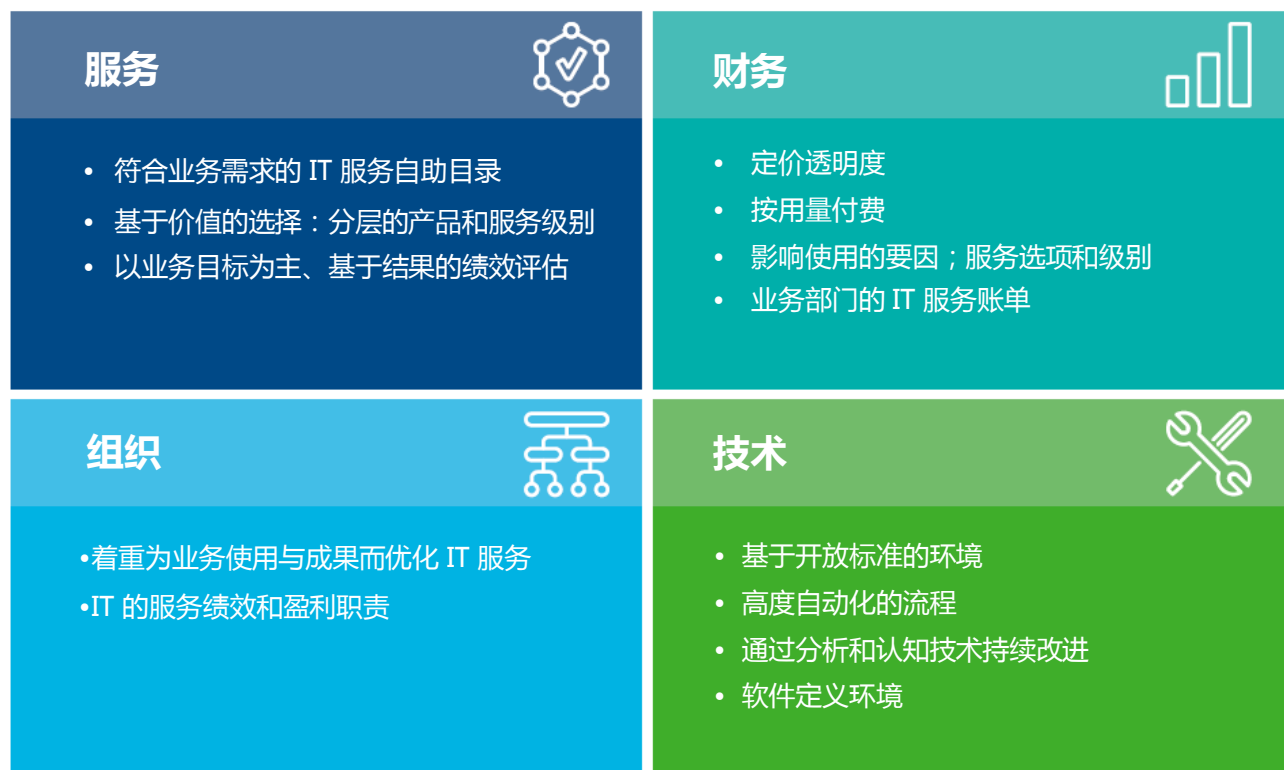 服务
• 符合业务需求的 IT 服务自助目录
• 基于价值的选择：分层的产品和服务级别
• 以业务目标为主、基于结果的绩效评估
财务
• 定价透明度
• 按用量付费
• 影响使用的要因；服务选项和级别
• 业务部门的 IT 服务账单
组织
•着重为业务使用与成果而优化 IT 服务
•IT 的服务绩效和盈利职责
技术
• 基于开放标准的环境
• 高度自动化的流程
• 通过分析和认知技术持续改进
• 软件定义环境